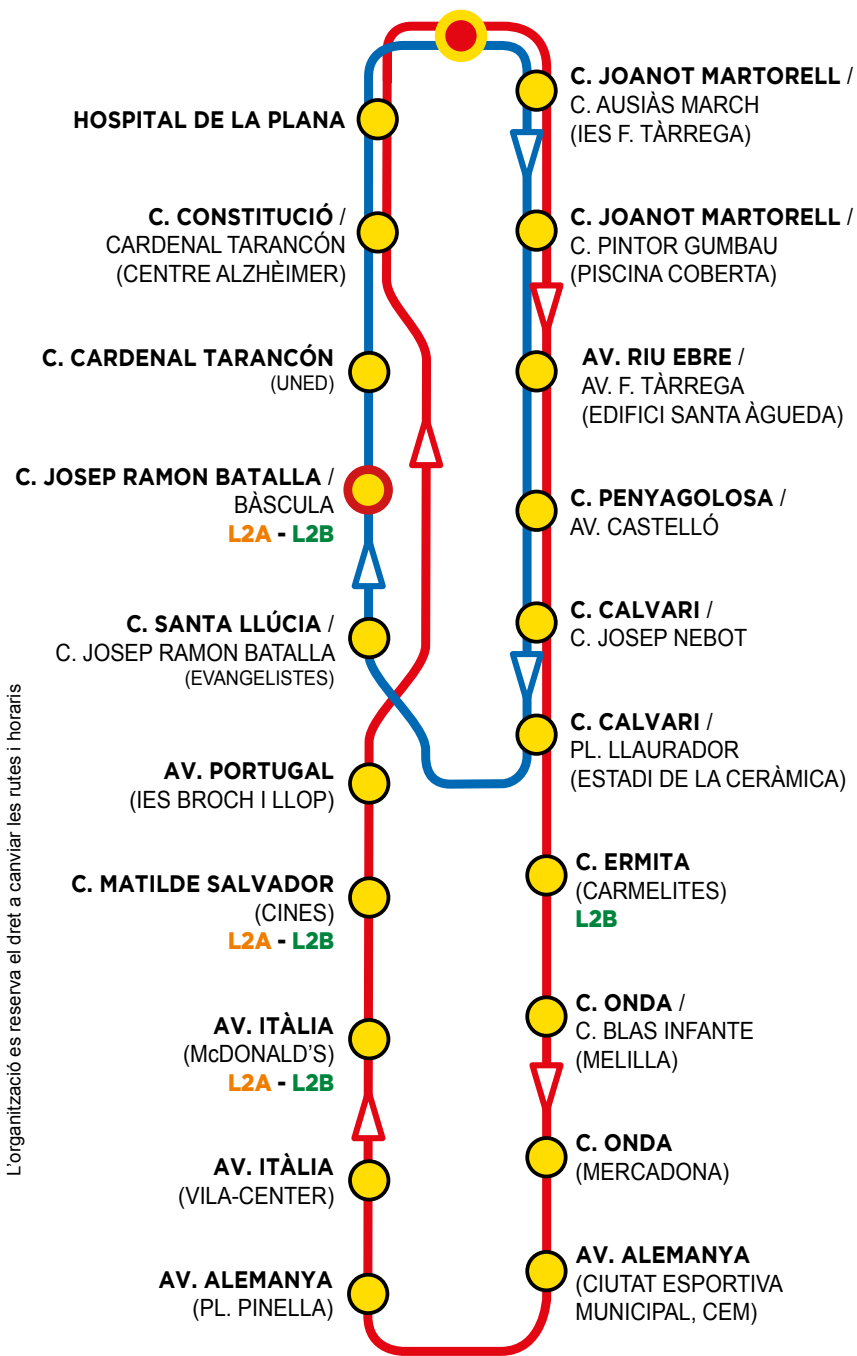 HOSPITAL DE LA PLANA
C. CONSTITUCIÓ /
CARDENAL TARANCÓN
(CENTRE ALZHÈIMER)
C. CARDENAL TARANCÓN
(UNED)
C. JOSEP RAMON BATALLA /
BÀSCULA
L2A - L2B
C. SANTA LLÚCIA /
C. JOSEP RAMON BATALLA
(EVANGELISTES)
AV. PORTUGAL
(IES BROCH I LLOP)
C. MATILDE SALVADOR
(CINES)
L2A - L2B
AV. ITÀLIA
(McDONALD'S)
L2A - L2B
AV. ITÀLIA
(VILA-CENTER)
AV. ALEMANYA
(PL. PINELLA)
C. JOANOT MARTORELL /
C. AUSIÀS MARCH
(IES F. TÀRREGA)
C. JOANOT MARTORELL /
C. PINTOR GUMBAU
(PISCINA COBERTA)
AV. RIU EBRE /
AV. F. TÀRREGA
(EDIFICI SANTA ÀGUEDA)
C. PENYAGOLOSA /
AV. CASTELLÓ
C. CALVARI /
C. JOSEP NEBOT
C. CALVARI /
PL. LLAURADOR
(ESTADI DE LA CERÀMICA)
C. ERMITA
(CARMELITES)
L2B
C. ONDA /
C. BLAS INFANTE
(MELILLA)
C. ONDA
(MERCADONA)
AV. ALEMANYA
(CIUTAT ESPORTIVA
MUNICIPAL, CEM)
L'organització es reserva el dret a canviar les rutes i horaris